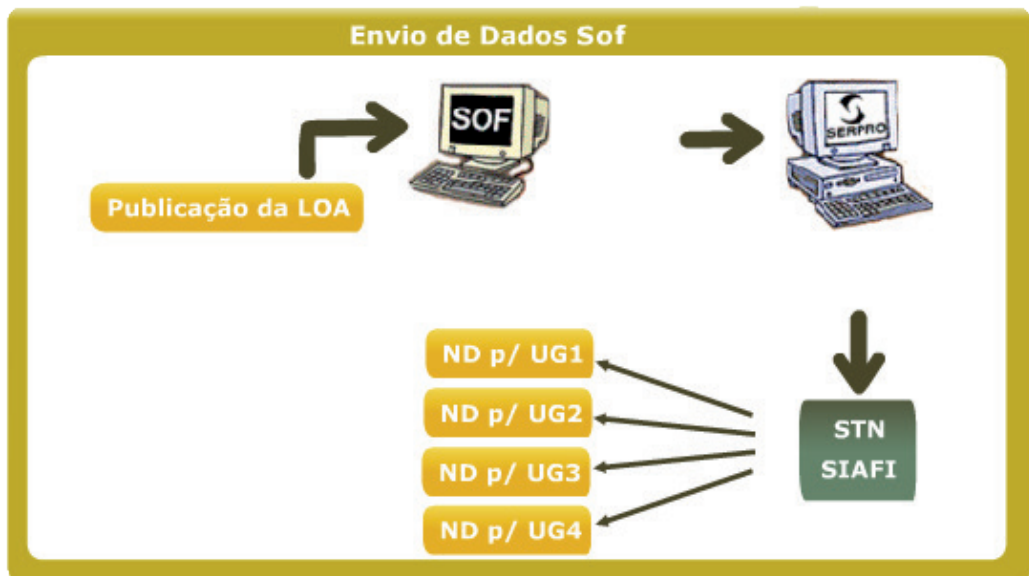 Envio de Dados Sof
SOF
SERPRO
Publicação da LOA
ND p/ UG1
ND p/ UG2
ND p/ UG3
ND p/ UG4
STN
SIAFI